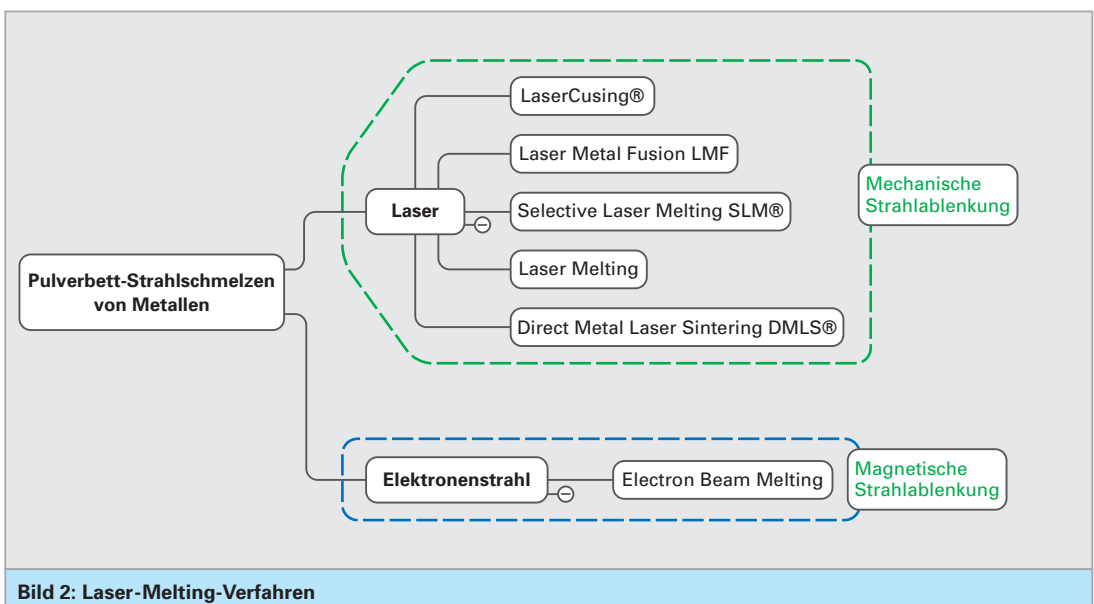 LaserCusing®
Laser Metal Fusion LMF
Mechanische
Strahlablenkung
Laser
Selective Laser Melting SLM®
Laser Melting
Pulverbett-Strahlschmelzen
von Metallen
Direct Metal Laser Sintering DMLS®
Elektronenstrahl
Electron Beam Melting
Magnetische
Strahlablenkung
Bild 2: Laser-Melting-Verfahren